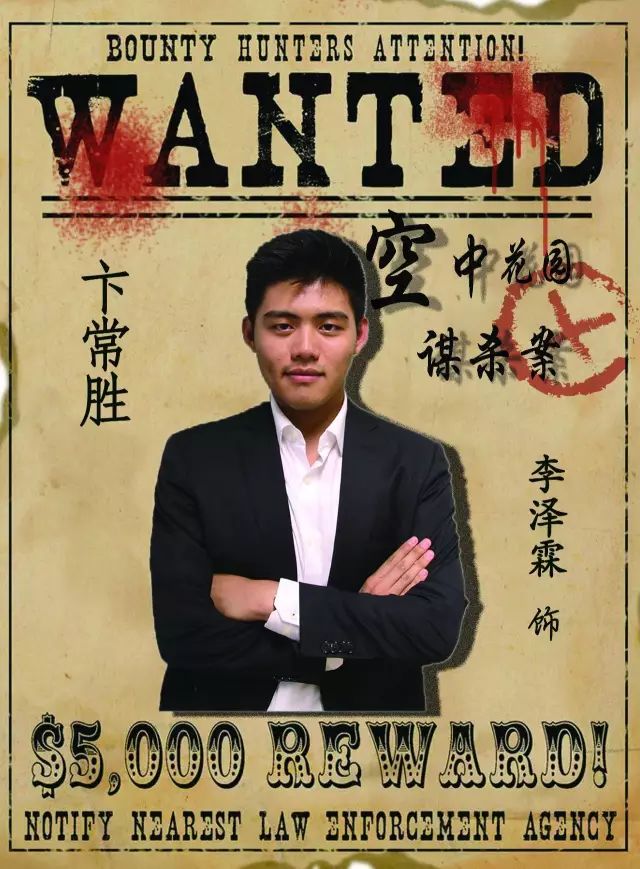 BOUNTY HUNTERS ATTENTION!
WANTED
空中花园
谋杀案
卞常胜
李泽霖 饰
$5,000 REWARD!
NOTIFY NEAREST LAW ENFORCEMENT AGENCY